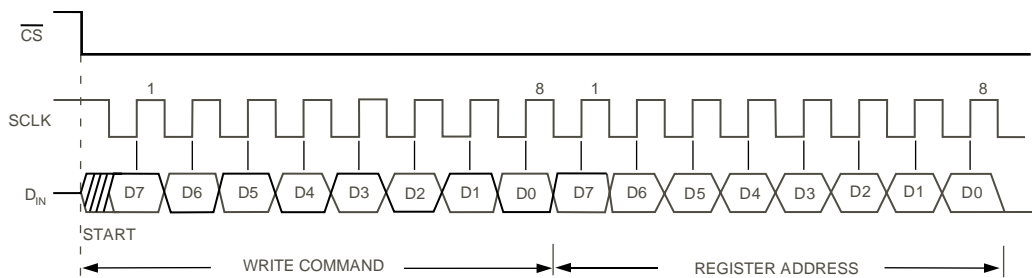 CS
SCLK 1 8 1 8
DIN D7 D6 D5 D4 D3 D2 D1 D0 D7 D6 D5 D4 D3 D2 D1 D0
START
WRITE COMMAND REGISTER ADDRESS